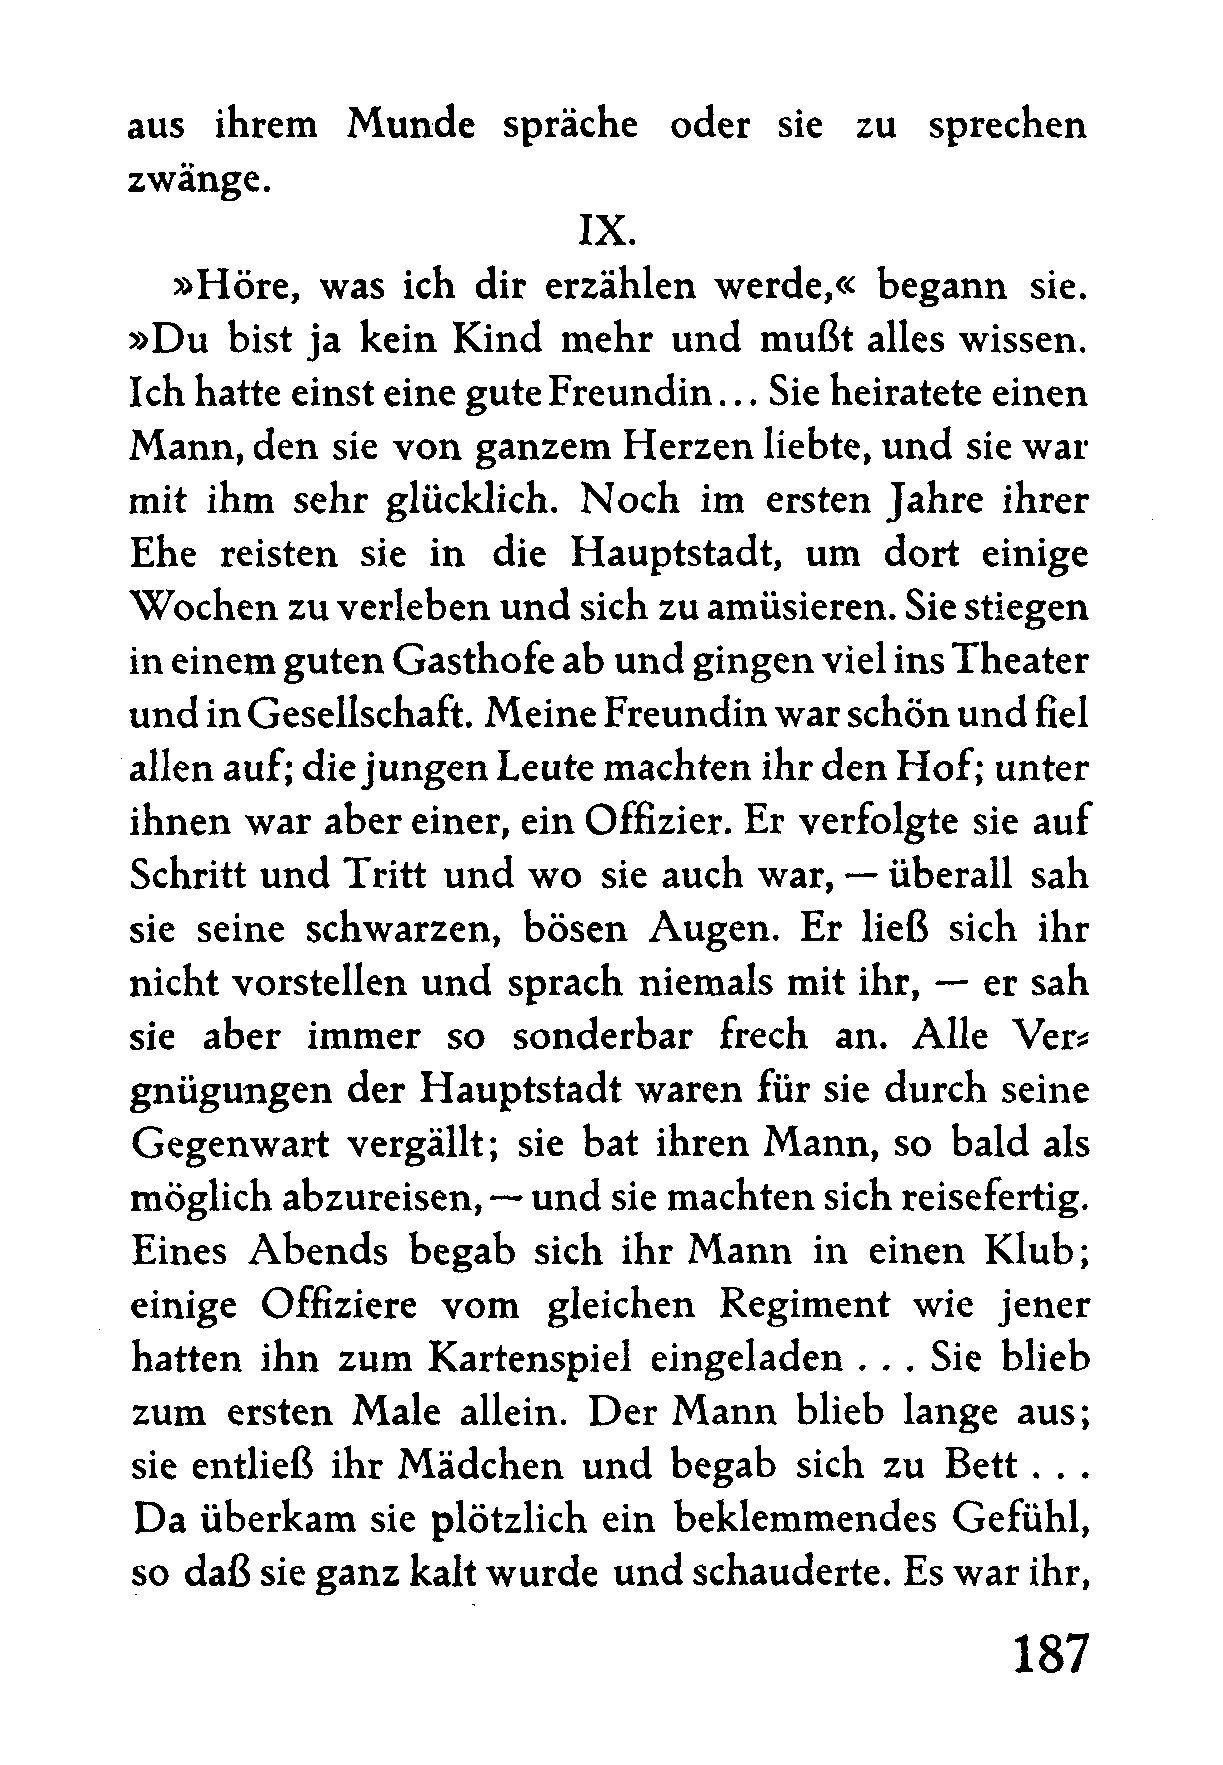 aus ihrem Munde spräche oder sie zu sprechen
zwänge.
IX.
»Höre, was ich dir erzählen werde,« begann sie.
»Du bist ja kein Kind mehr und mußt alles wissen.
Ich hatte einst eine gute Freundin... Sie heiratete einen
Mann, den sie von ganzem Herzen liebte, und sie war
mit ihm sehr glücklich. Noch im ersten Jahre ihrer
Ehe reisten sie in die Hauptstadt, um dort einige
Wochen zu verleben und sich zu amüsieren. Sie stiegen
in einem guten Gasthofe ab und gingen viel ins Theater
und in Gesellschaft. Meine Freundin war schön und fiel
allen auf; die jungen Leute machten ihr den Hof; unter
ihnen war aber einer, ein Offizier. Er verfolgte sie auf
Schritt und Tritt und wo sie auch war, — überall sah
sie seine schwarzen, bösen Augen. Er ließ sich ihr
nicht vorstellen und sprach niemals mit ihr, — er sah
sie aber immer so sonderbar frech an. Alle Ver⸗
gnügungen der Hauptstadt waren für sie durch seine
Gegenwart vergällt; sie bat ihren Mann, so bald als
möglich abzureisen, — und sie machten sich reisefertig.
Eines Abends begab sich ihr Mann in einen Klub;
einige Offiziere vom gleichen Regiment wie jener
hatten ihn zum Kartenspiel eingeladen . . . Sie blieb
zum ersten Male allein. Der Mann blieb lange aus;
sie entließ ihr Mädchen und begab sich zu Bett . . .
Da überkam sie plötzlich ein beklemmendes Gefühl,
so daß sie ganz kalt wurde und schauderte. Es war ihr,
187